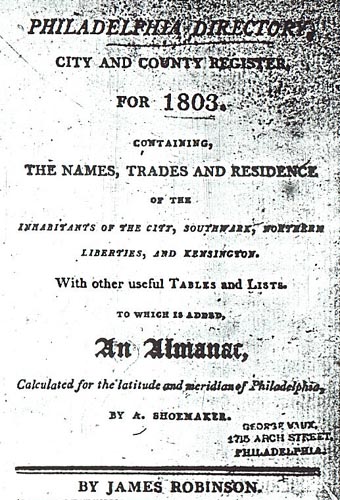 PHILADELPHIA DIRECTORY,
CITY AND COUNTY REGISTER,
FOR 1803.
CONTAINING,
THE NAMES, TRADES AND RESIDENCE
OF THE
INHABITANTS OF THE CITY, SOUTHWARK, NORTHERN
LIBERTIES, AND KENSINGTON.
With other useful TABLES and LISTS.
TO WHICH IS ADDED,
An Almanac,
Calculated for the latitude and meridian of Philadelphia,
BY A. SHOEMAKER.
GEORGE VAUX,
1715 ARCH STREET,
PHILADELPHIA.
BY JAMES ROBINSON.